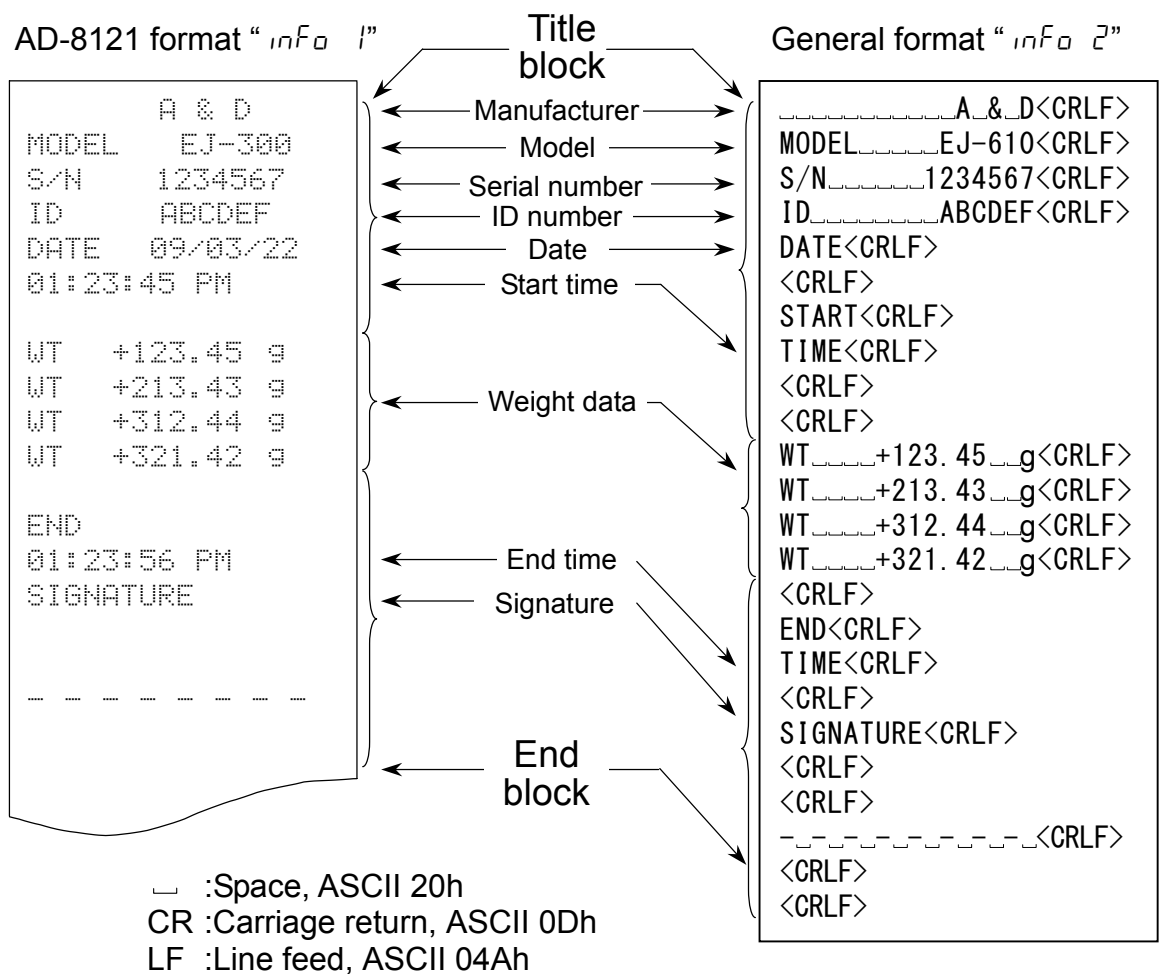 AD-8121 format “ info 1”
A & D
MODEL EJ-300
S/N 1234567
ID ABCDEF
DATE 09/03/22
01:23:45 PM
WT +123.45 g
WT +213.43 g
WT +312.44 g
WT +321.42 g
END
01:23:56 PM
SIGNATURE
_ _ _ _ _ _ _ _
Title
block
Manufacturer
Model
Serial number
ID number
Date
Start time
Weight data
End time
Signature
End
block
General format “ info 2”
␣␣␣␣␣␣␣␣␣␣␣A␣&␣D<CRLF>
MODEL␣␣␣␣␣EJ-610<CRLF>
S/N␣␣␣␣␣␣1234567<CRLF>
ID␣␣␣␣␣␣␣␣ABCDEF<CRLF>
DATE<CRLF>
<CRLF>
START<CRLF>
TIME<CRLF>
<CRLF>
<CRLF>
WT␣␣␣␣+123.45␣␣g<CRLF>
WT␣␣␣␣+213.43␣␣g<CRLF>
WT␣␣␣␣+312.44␣␣g<CRLF>
WT␣␣␣␣+321.42␣␣g<CRLF>
<CRLF>
END<CRLF>
TIME<CRLF>
<CRLF>
SIGNATURE<CRLF>
<CRLF>
<CRLF>
-␣-␣-␣-␣-␣-␣-␣-␣<CRLF>
<CRLF>
<CRLF>
␣ :Space, ASCII 20h
CR :Carriage return, ASCII 0Dh
LF :Line feed, ASCII 04Ah